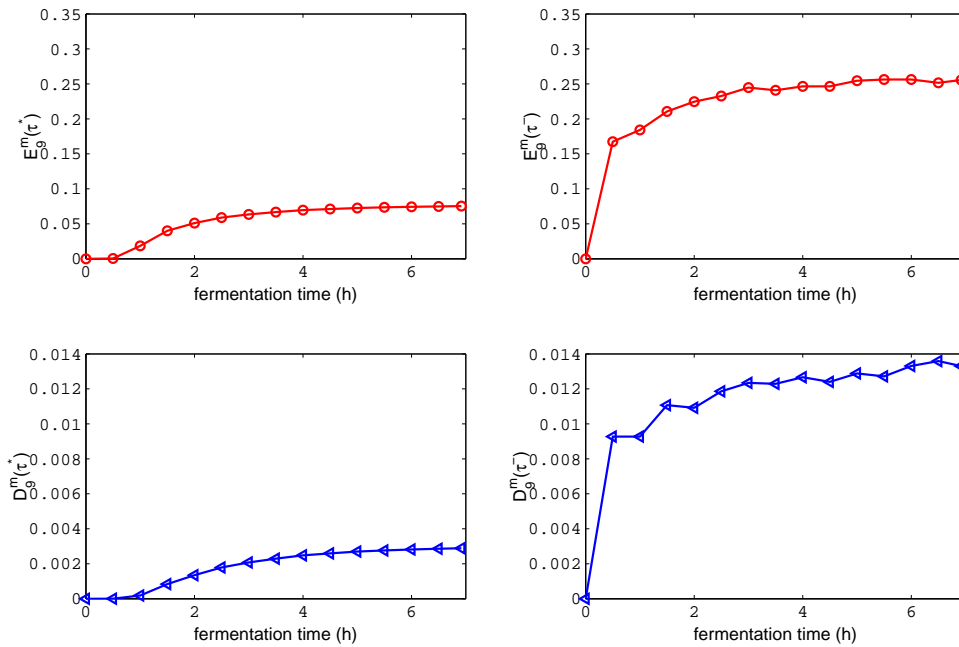 0.35
0.3
0.25
0.2
0.15
0.1
0.05
0
0 2 4 6
fermentation time (h)
E_9^m(τ^*)
0.35
0.3
0.25
0.2
0.15
0.1
0.05
0
0 2 4 6
fermentation time (h)
E_9^m(τ^−)
0.014
0.012
0.01
0.008
0.006
0.004
0.002
0
0 2 4 6
fermentation time (h)
D_9^m(τ^*)
0.014
0.012
0.01
0.008
0.006
0.004
0.002
0
0 2 4 6
fermentation time (h)
D_9^m(τ^−)